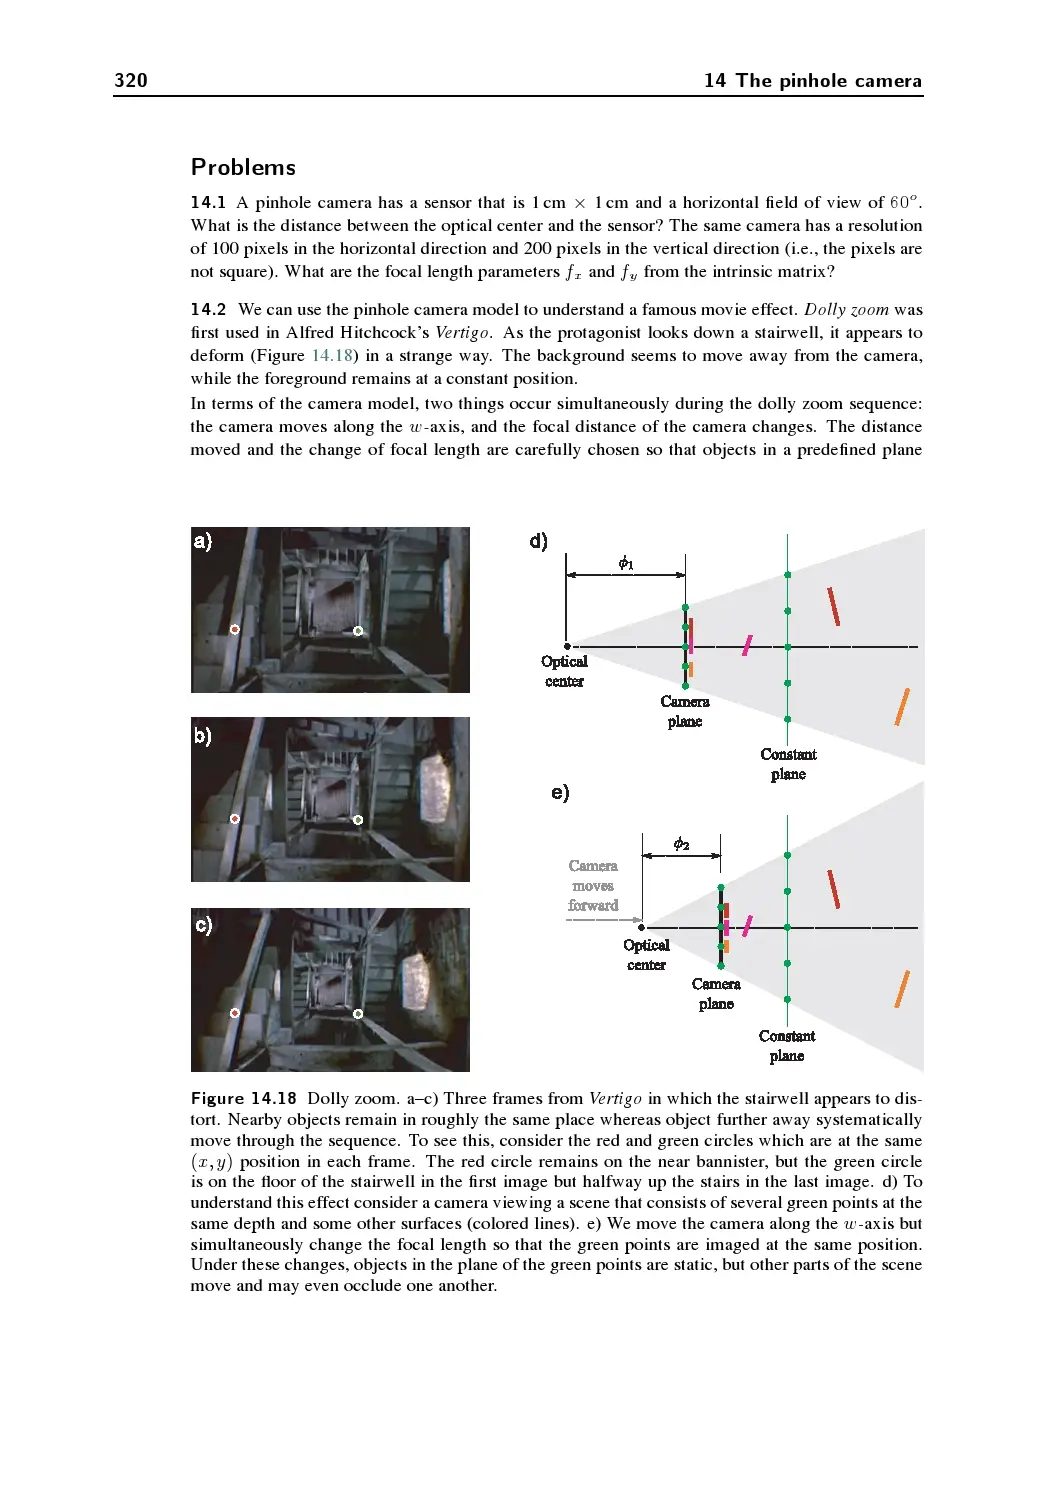 320
14 The pinhole camera
Problems
14.1 A pinhole camera has a sensor that is 1 cm × 1 cm and a horizontal field of view of 60ᵒ.
What is the distance between the optical center and the sensor? The same camera has a resolution
of 100 pixels in the horizontal direction and 200 pixels in the vertical direction (i.e., the pixels are
not square). What are the focal length parameters fₓ and f_y from the intrinsic matrix?
14.2 We can use the pinhole camera model to understand a famous movie effect. Dolly zoom was
first used in Alfred Hitchcock's Vertigo. As the protagonist looks down a stairwell, it appears to
deform (Figure 14.18) in a strange way. The background seems to move away from the camera,
while the foreground remains at a constant position.
In terms of the camera model, two things occur simultaneously during the dolly zoom sequence:
the camera moves along the w-axis, and the focal distance of the camera changes. The distance
moved and the change of focal length are carefully chosen so that objects in a predefined plane
a)
b)
c)
d)
ϕ₁
Optical
center
Camera
plane
Constant
plane
e)
ϕ₂
Camera
moves
forward
Optical
center
Camera
plane
Constant
plane
Figure 14.18 Dolly zoom. a–c) Three frames from Vertigo in which the stairwell appears to dis-
tort. Nearby objects remain in roughly the same place whereas object further away systematically
move through the sequence. To see this, consider the red and green circles which are at the same
(x, y) position in each frame. The red circle remains on the near bannister, but the green circle
is on the floor of the stairwell in the first image but halfway up the stairs in the last image. d) To
understand this effect consider a camera viewing a scene that consists of several green points at the
same depth and some other surfaces (colored lines). e) We move the camera along the w-axis but
simultaneously change the focal length so that the green points are imaged at the same position.
Under these changes, objects in the plane of the green points are static, but other parts of the scene
move and may even occlude one another.